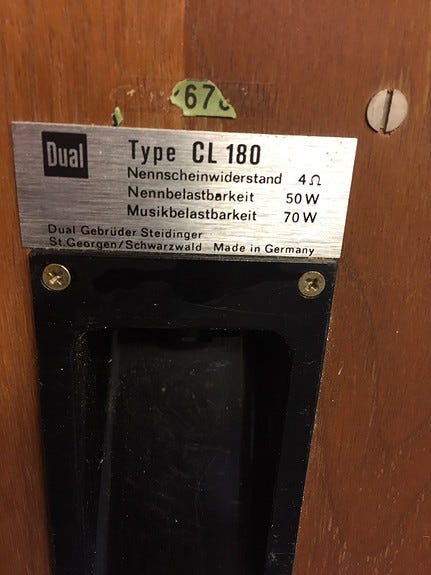 67
Dual
Type CL 180
Nennscheinwiderstand 4Ω
Nennbelastbarkeit 50 W
Musikbelastbarkeit 70 W
Dual Gebrüder Steidinger
St.Georgen/Schwarzwald Made in Germany